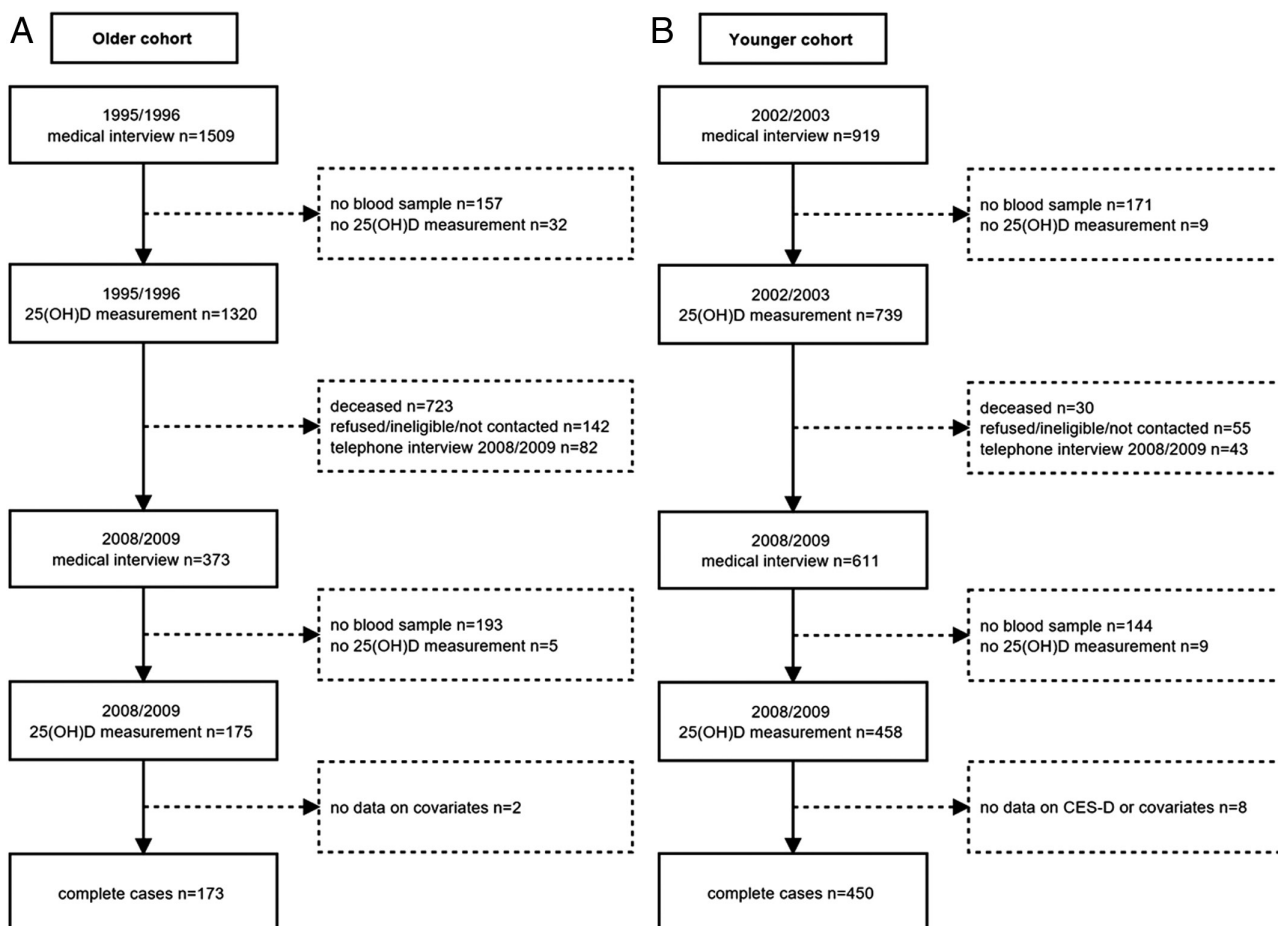 A
Older cohort
1995/1996
medical interview n=1509
no blood sample n=157
no 25(OH)D measurement n=32
1995/1996
25(OH)D measurement n=1320
deceased n=723
refused/ineligible/not contacted n=142
telephone interview 2008/2009 n=82
2008/2009
medical interview n=373
no blood sample n=193
no 25(OH)D measurement n=5
2008/2009
25(OH)D measurement n=175
no data on covariates n=2
complete cases n=173
B
Younger cohort
2002/2003
medical interview n=919
no blood sample n=171
no 25(OH)D measurement n=9
2002/2003
25(OH)D measurement n=739
deceased n=30
refused/ineligible/not contacted n=55
telephone interview 2008/2009 n=43
2008/2009
medical interview n=611
no blood sample n=144
no 25(OH)D measurement n=9
2008/2009
25(OH)D measurement n=458
no data on CES-D or covariates n=8
complete cases n=450